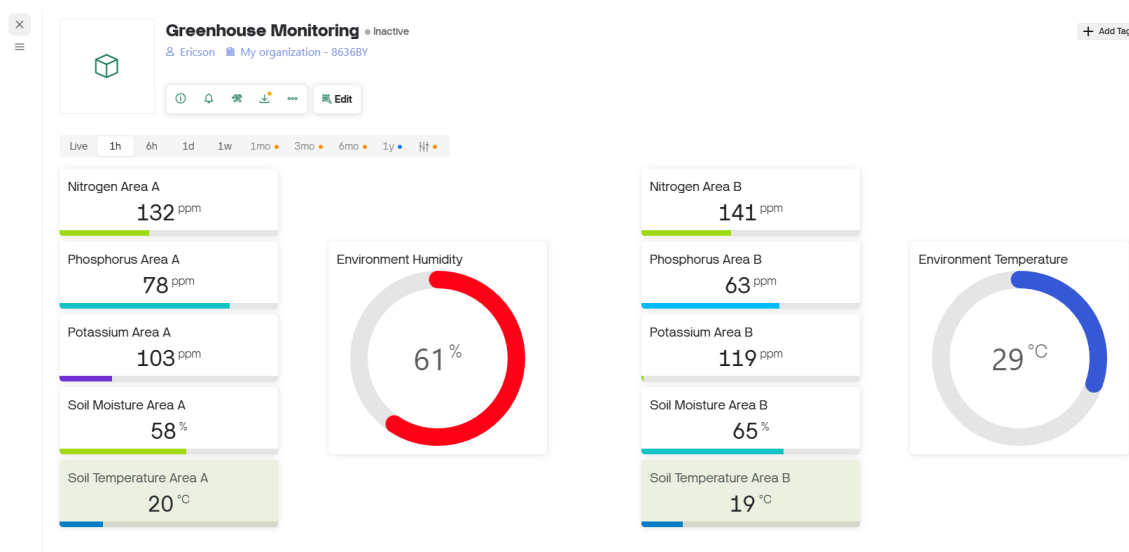 Greenhouse Monitoring Inactive
Ericson My organization - 8636BY
Add Tag
Edit
Live 1h 6h 1d 1w 1mo 3mo 6mo 1y
Nitrogen Area A
132 ppm
Phosphorus Area A
78 ppm
Potassium Area A
103 ppm
Soil Moisture Area A
58 %
Soil Temperature Area A
20 °C
Environment Humidity
61 %
Nitrogen Area B
141 ppm
Phosphorus Area B
63 ppm
Potassium Area B
119 ppm
Soil Moisture Area B
65 %
Soil Temperature Area B
19 °C
Environment Temperature
29 °C